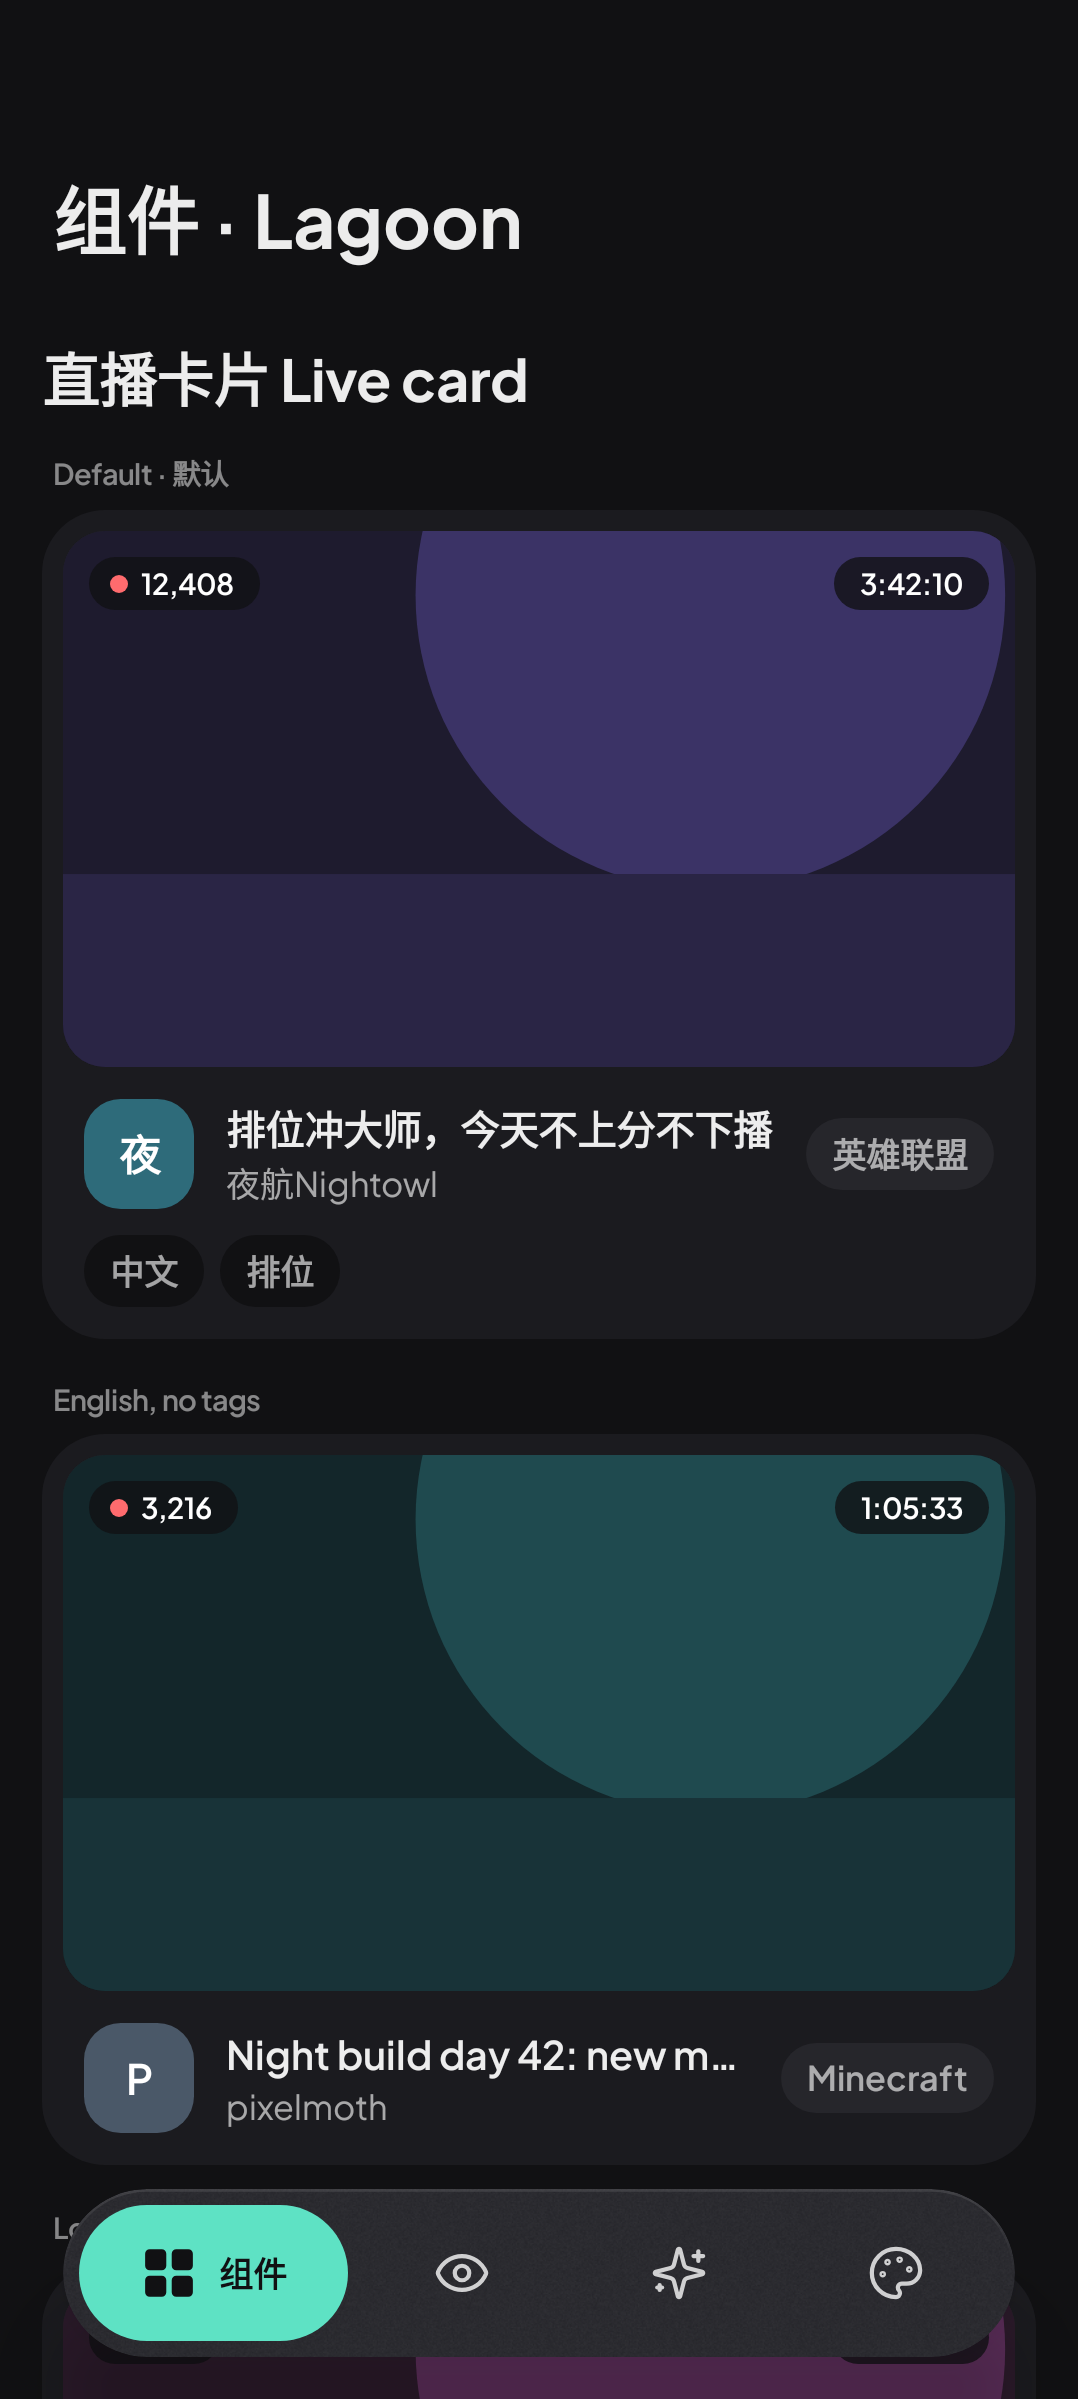 组件 · Lagoon
直播卡片 Live card
Default · 默认
12,408
3:42:10
夜
排位冲大师，今天不上分不下播
夜航Nightowl
英雄联盟
中文
排位
English, no tags
3,216
1:05:33
P
Night build day 42: new m...
pixelmoth
Minecraft
组件